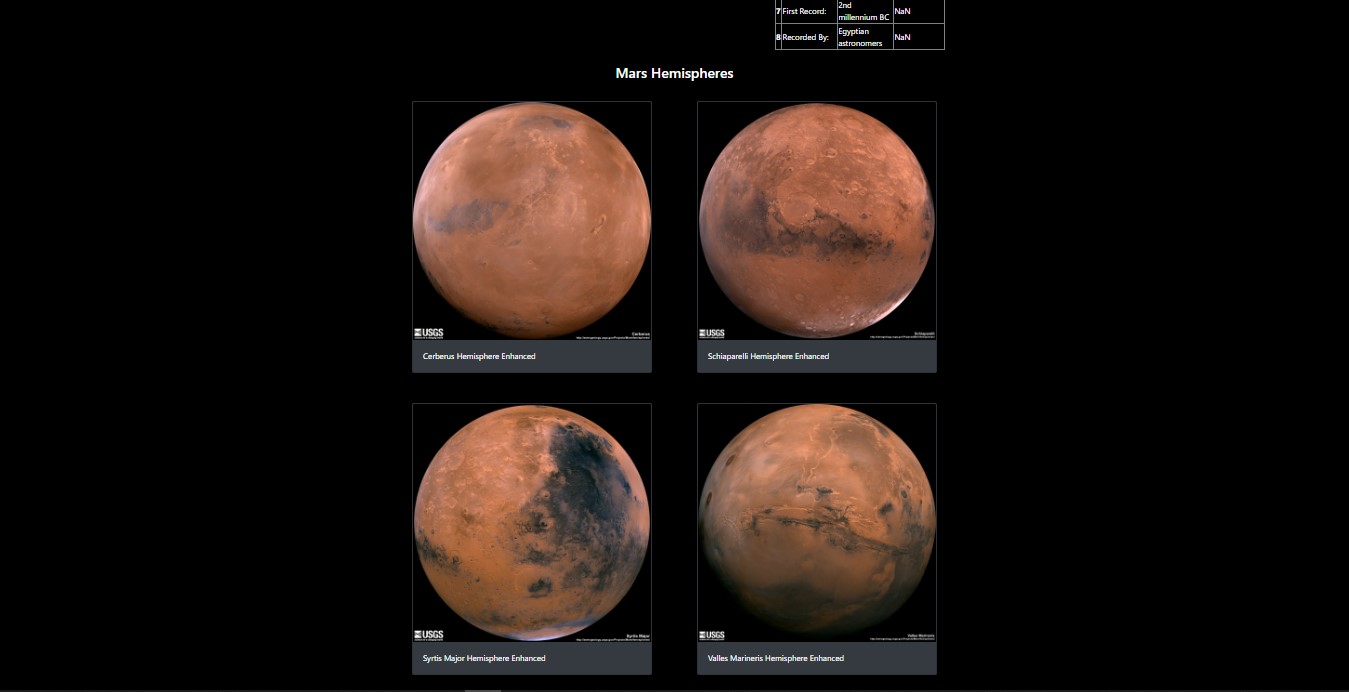 7 First Record: 2nd millennium BC NaN
8 Recorded By: Egyptian astronomers NaN
Mars Hemispheres
USGS
Cerberus
USGS
Schiaparelli
Cerberus Hemisphere Enhanced
Schiaparelli Hemisphere Enhanced
USGS
Syrtis Major
USGS
Valles Marineris
Syrtis Major Hemisphere Enhanced
Valles Marineris Hemisphere Enhanced